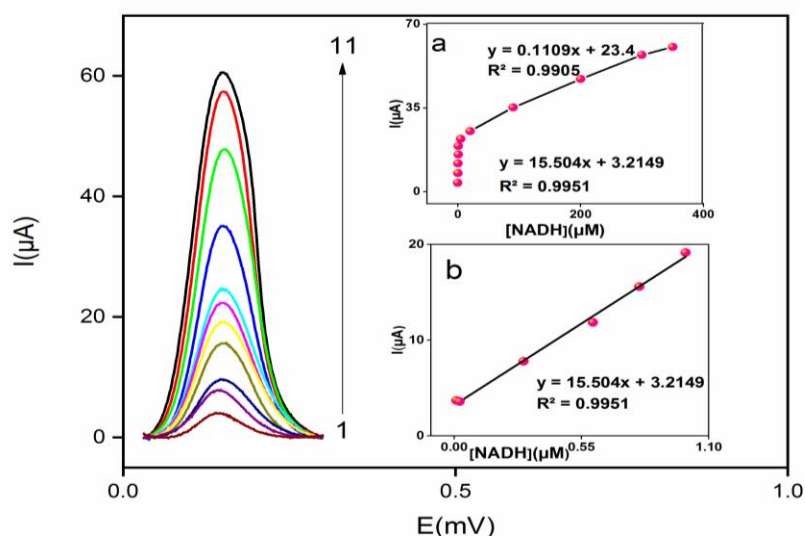 I(µA)
60
40
20
0
0.0
0.5
1.0
E(mV)
11
1
a
y = 0.1109x + 23.4
R² = 0.9905
y = 15.504x + 3.2149
R² = 0.9951
I(µA)
70
35
0
0
200
400
[NADH](µM)
b
y = 15.504x + 3.2149
R² = 0.9951
I(µA)
20
10
0
0.00
0.55
1.10
[NADH](µM)